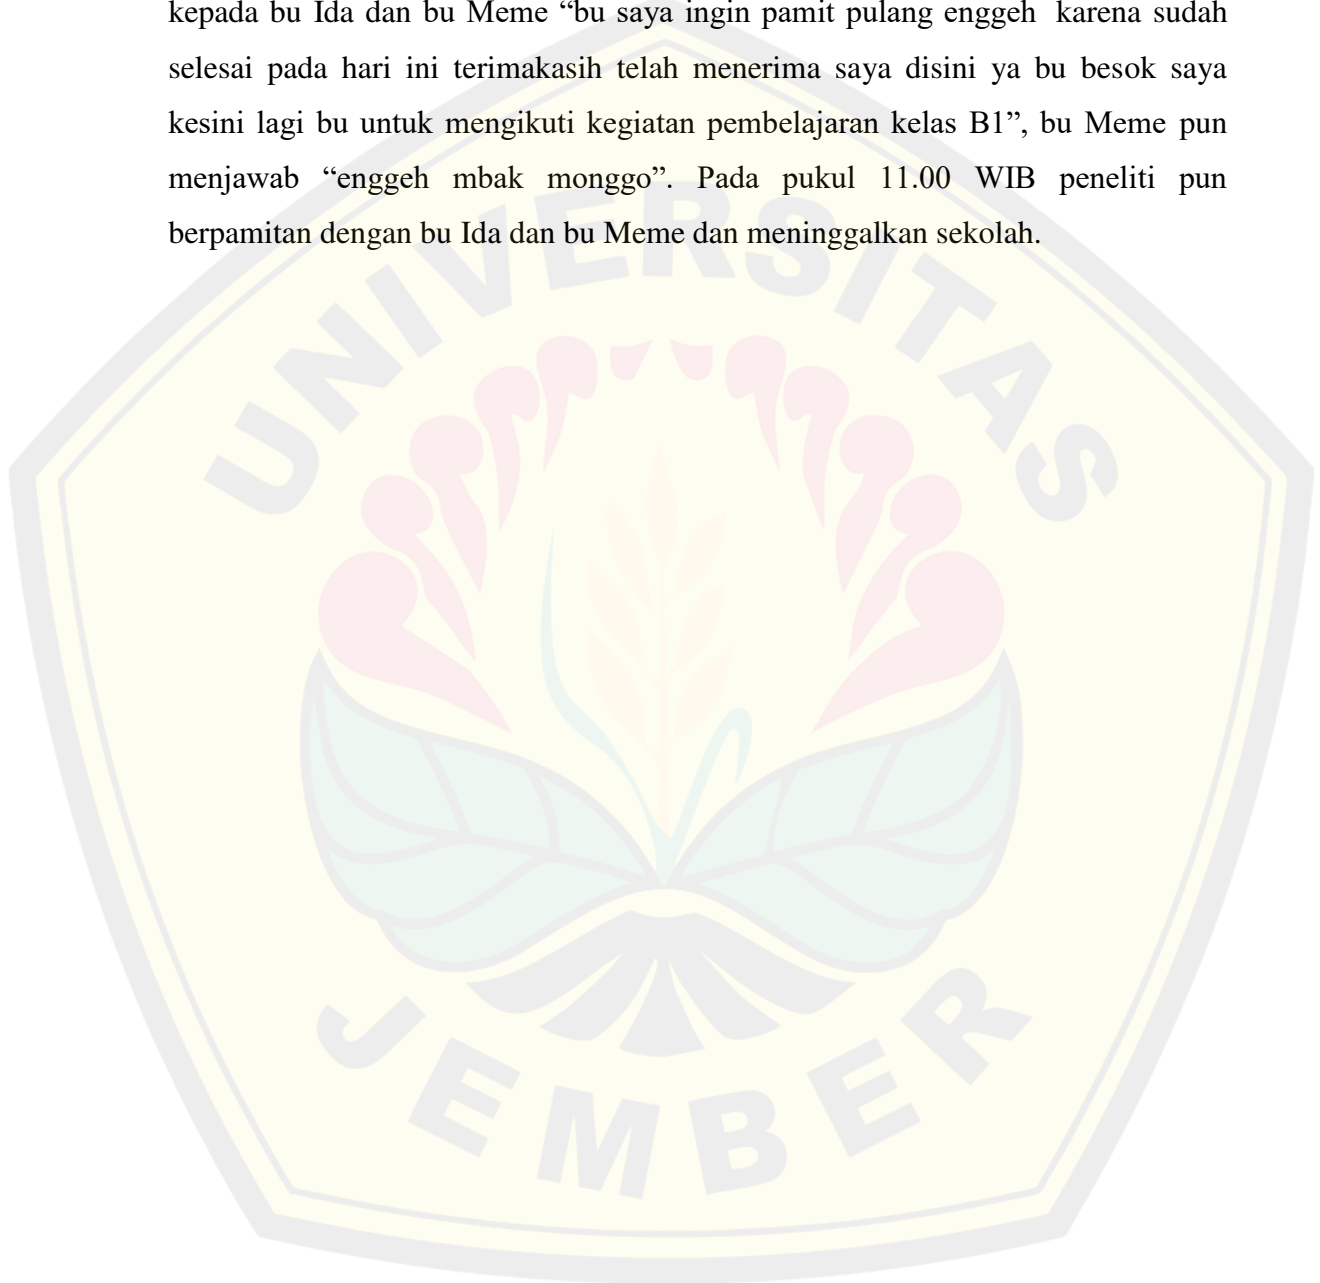 kepada bu Ida dan bu Meme “bu saya ingin pamit pulang enggeh  karena sudah
selesai pada hari ini terimakasih telah menerima saya disini ya bu besok saya
kesini lagi bu untuk mengikuti kegiatan pembelajaran kelas B1”, bu Meme pun
menjawab “enggeh mbak monggo”. Pada pukul 11.00 WIB peneliti pun
berpamitan dengan bu Ida dan bu Meme dan meninggalkan sekolah.
UNIVERSITAS
JEMBER